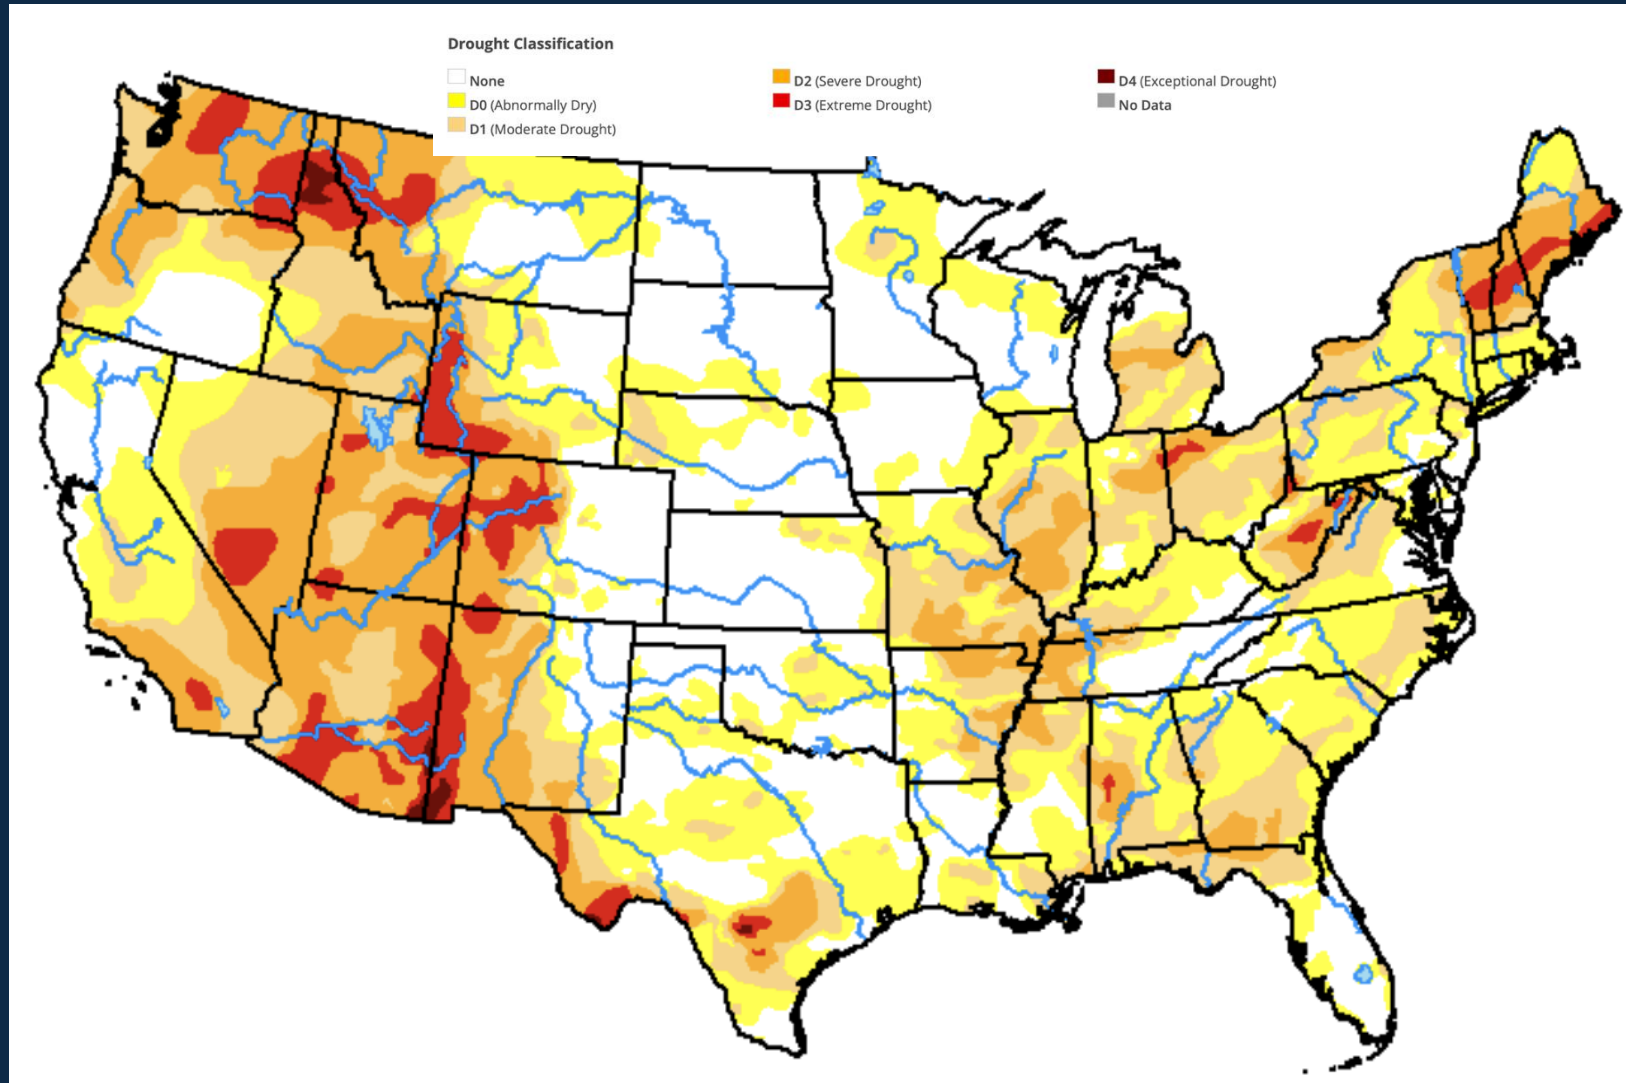 Drought Classification
None
D0 (Abnormally Dry)
D1 (Moderate Drought)
D2 (Severe Drought)
D3 (Extreme Drought)
D4 (Exceptional Drought)
No Data